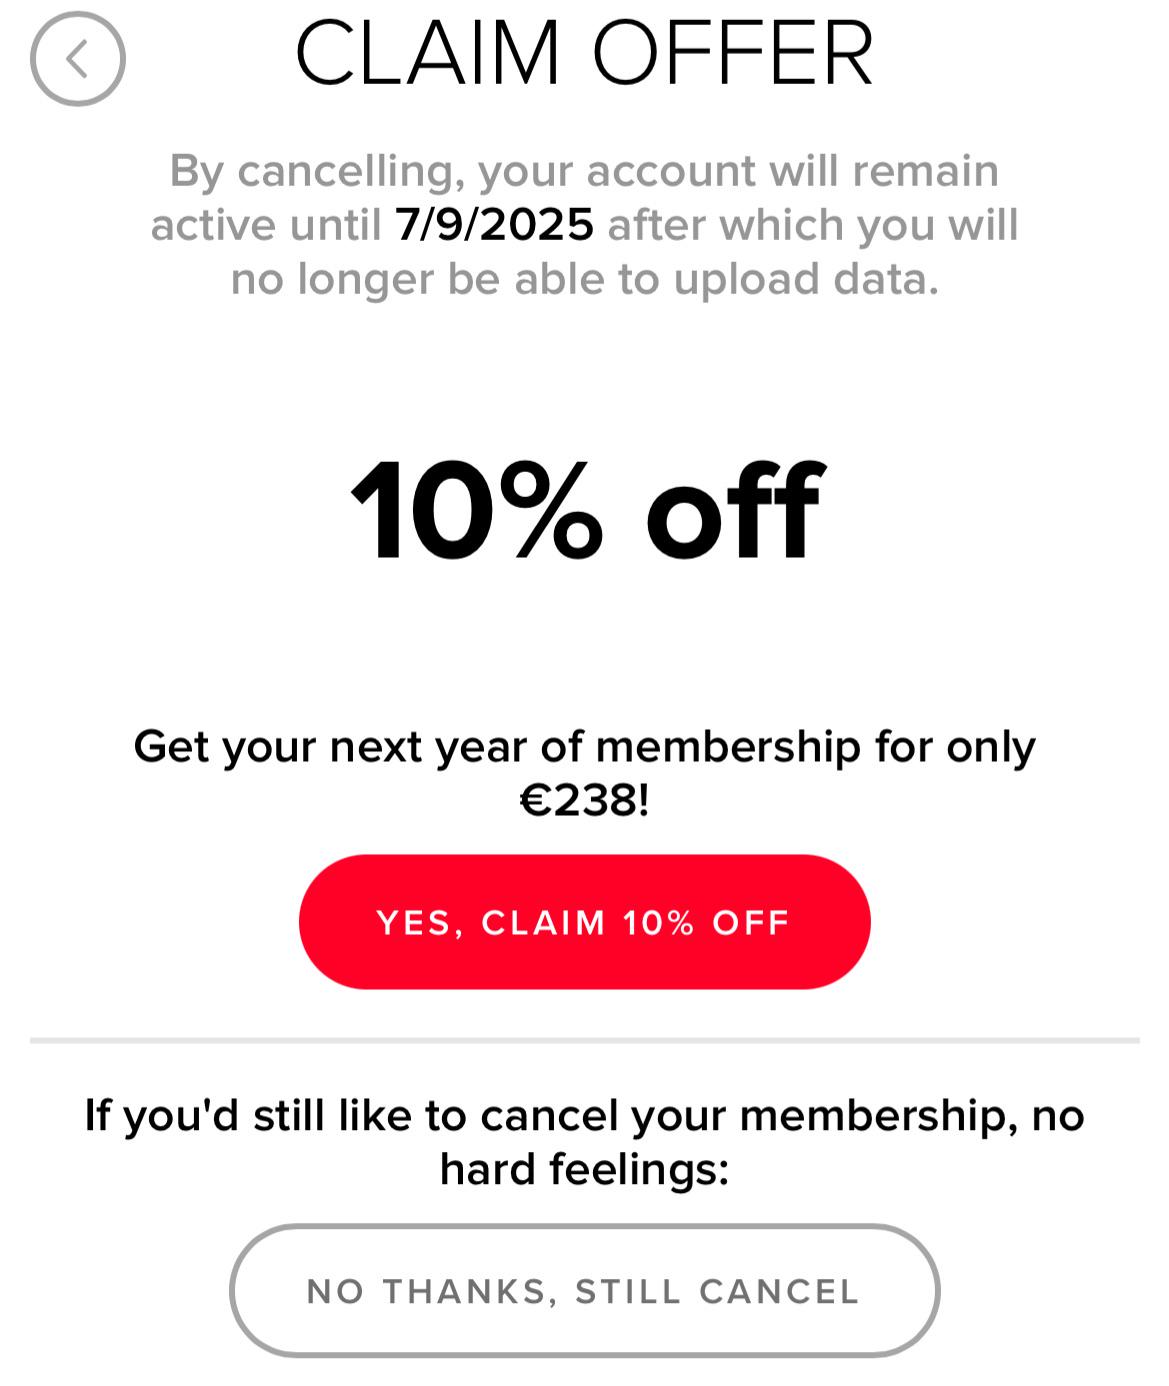 CLAIM OFFER
By cancelling, your account will remain
active until 7/9/2025 after which you will
no longer be able to upload data.
10% off
Get your next year of membership for only
€238!
YES, CLAIM 10% OFF
If you'd still like to cancel your membership, no
hard feelings:
NO THANKS, STILL CANCEL